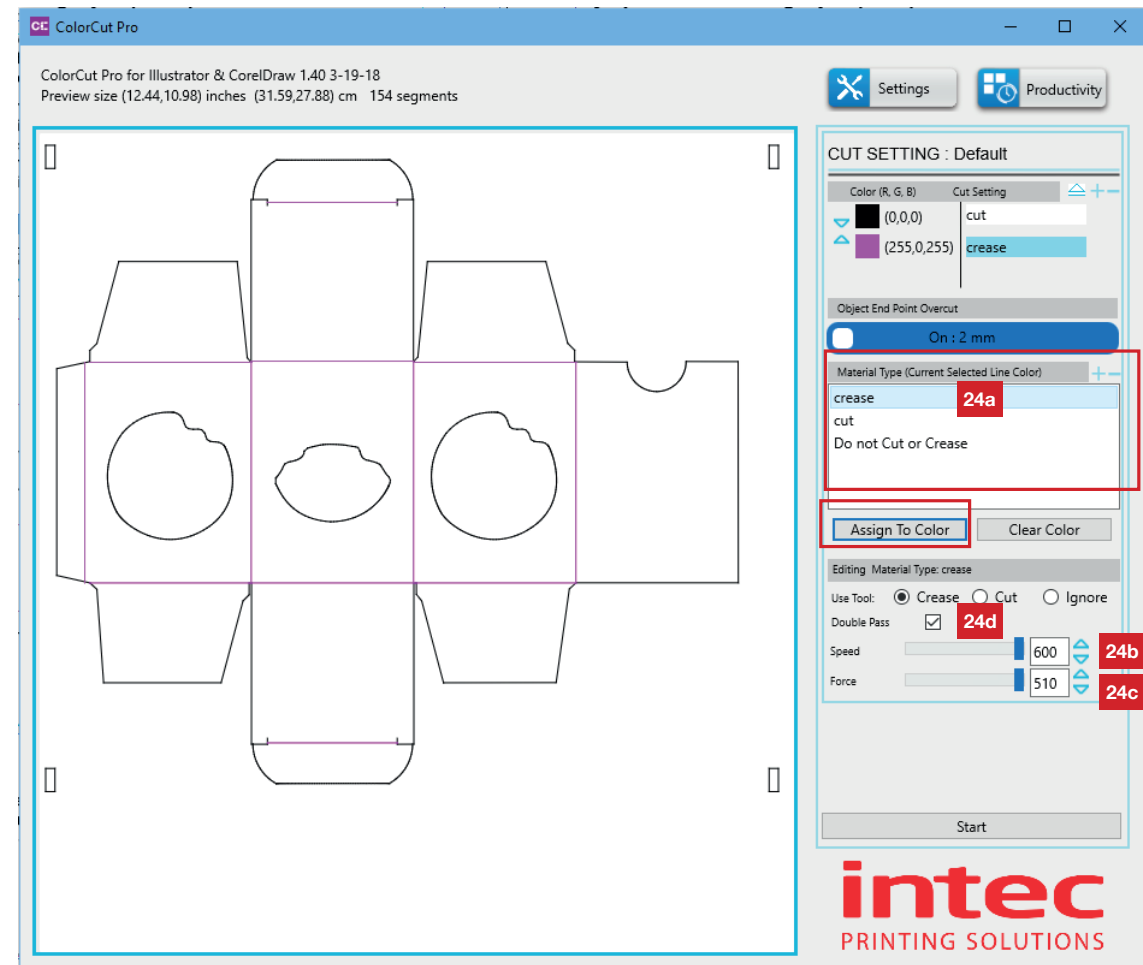 CE ColorCut Pro
ColorCut Pro for Illustrator & CorelDraw 1.40 3-19-18
Preview size (12.44,10.98) inches (31.59,27.88) cm 154 segments
Settings
Productivity
CUT SETTING : Default
Color (R, G, B) Cut Setting
(0,0,0) cut
(255,0,255) crease
Object End Point Overcut
On : 2 mm
Material Type (Current Selected Line Color)
crease 24a
cut
Do not Cut or Crease
Assign To Color Clear Color
Editing Material Type: crease
Use Tool: Crease Cut Ignore
Double Pass 24d
Speed 600 24b
Force 510 24c
Start
intec
PRINTING SOLUTIONS